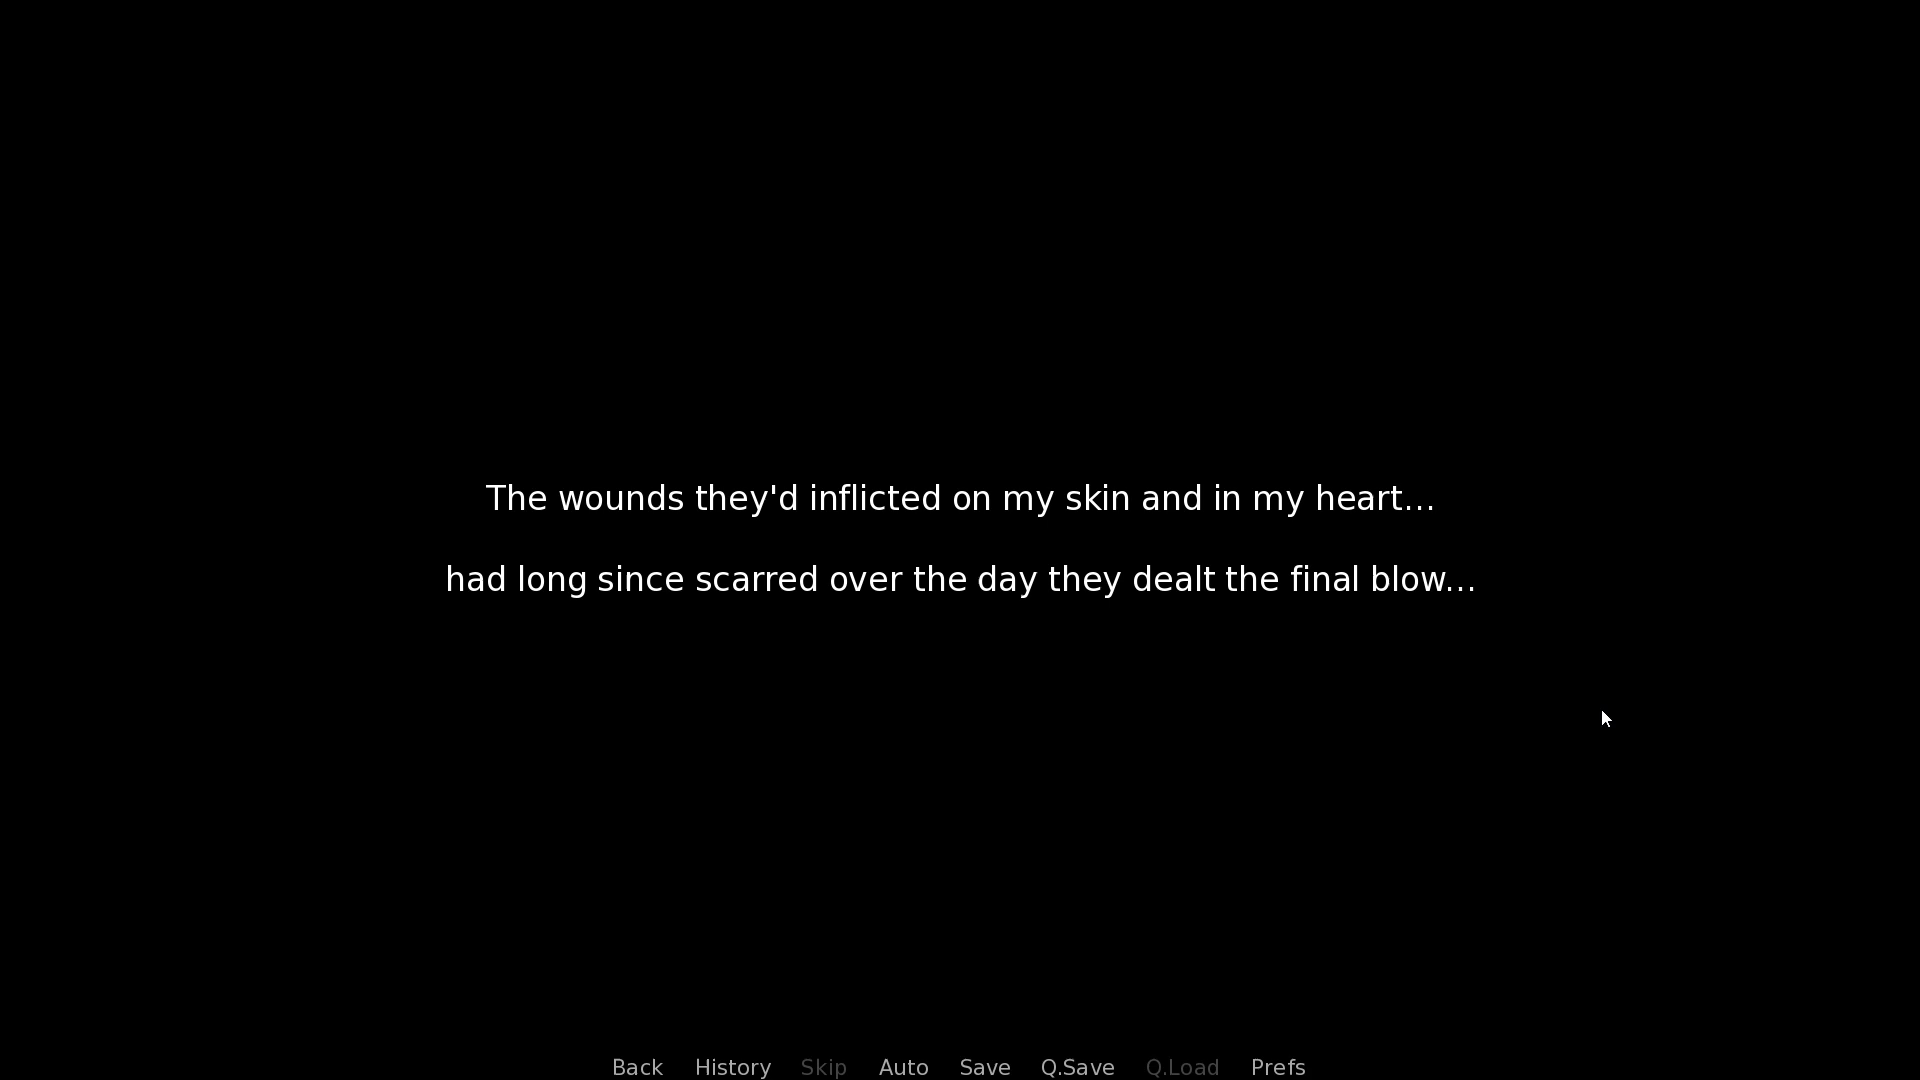 The wounds they'd inflicted on my skin and in my heart...
had long since scarred over the day they dealt the final blow...
Back History Skip Auto Save Q.Save Q.Load Prefs